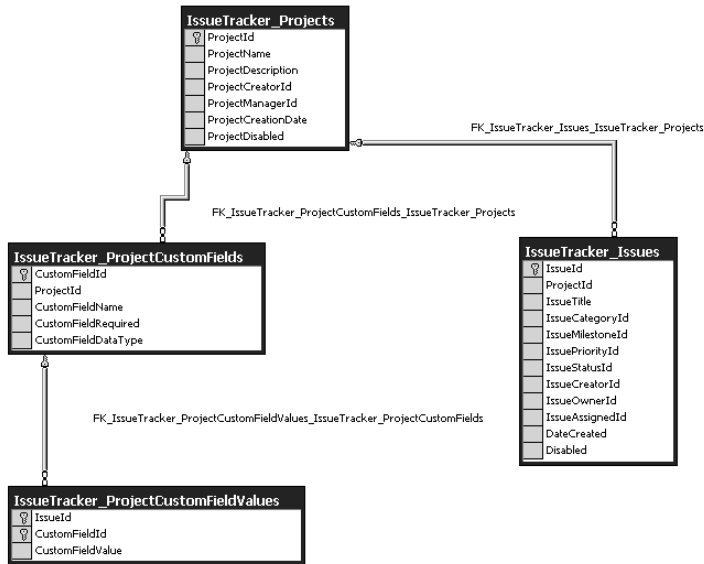 IssueTracker_Projects
ProjectId
ProjectName
ProjectDescription
ProjectCreatorId
ProjectManagerId
ProjectCreationDate
ProjectDisabled
FK_IssueTracker_Issues_IssueTracker_Projects
FK_IssueTracker_ProjectCustomFields_IssueTracker_Projects
IssueTracker_ProjectCustomFields
CustomFieldId
ProjectId
CustomFieldName
CustomFieldRequired
CustomFieldDataType
IssueTracker_Issues
IssueId
ProjectId
IssueTitle
IssueCategoryId
IssueMilestoneId
IssuePriorityId
IssueStatusId
IssueCreatorId
IssueOwnerId
IssueAssignedId
DateCreated
Disabled
FK_IssueTracker_ProjectCustomFieldValues_IssueTracker_ProjectCustomFields
IssueTracker_ProjectCustomFieldValues
IssueId
CustomFieldId
CustomFieldValue